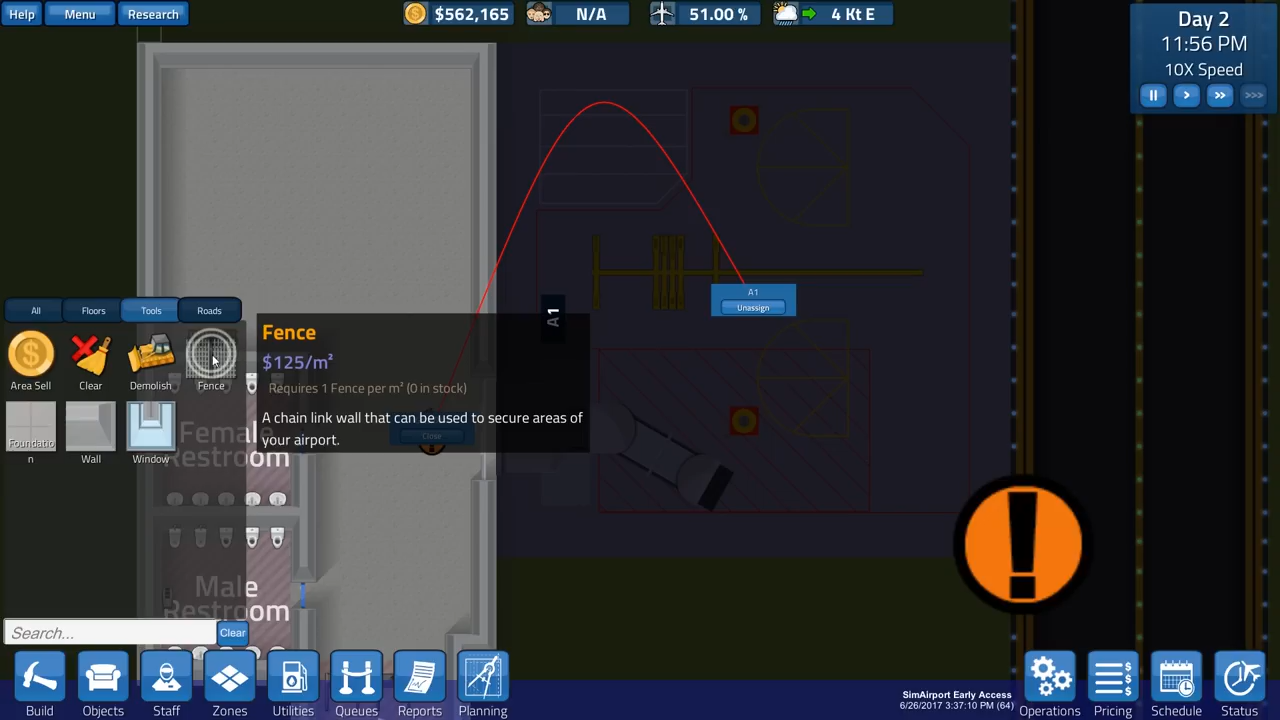 Help
Menu
Research
$562,165
N/A
51.00 %
4 Kt E
Day 2
11:56 PM
10X Speed
A1
Unassign
A1
All
Floors
Tools
Roads
Area Sell
Clear
Demolish
Fence
Foundatio
n
Wall
Window
Fence
$125/m²
Requires 1 Fence per m² (0 in stock)
A chain link wall that can be used to secure areas of
your airport.
Close
Female
Restroom
Male
Restroom
Search...
Clear
Build
Objects
Staff
Zones
Utilities
Queues
Reports
Planning
SimAirport Early Access
6/26/2017 3:37:10 PM (64)
Operations
Pricing
Schedule
Status